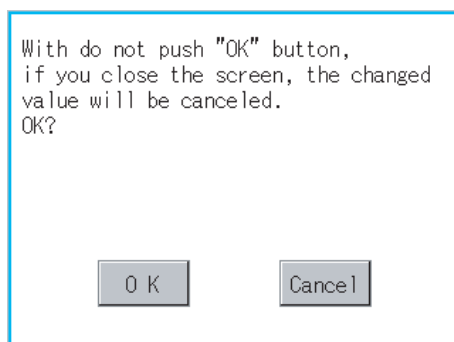 With do not push "OK" button,
if you close the screen, the changed
value will be canceled.
OK?
O K
Cancel